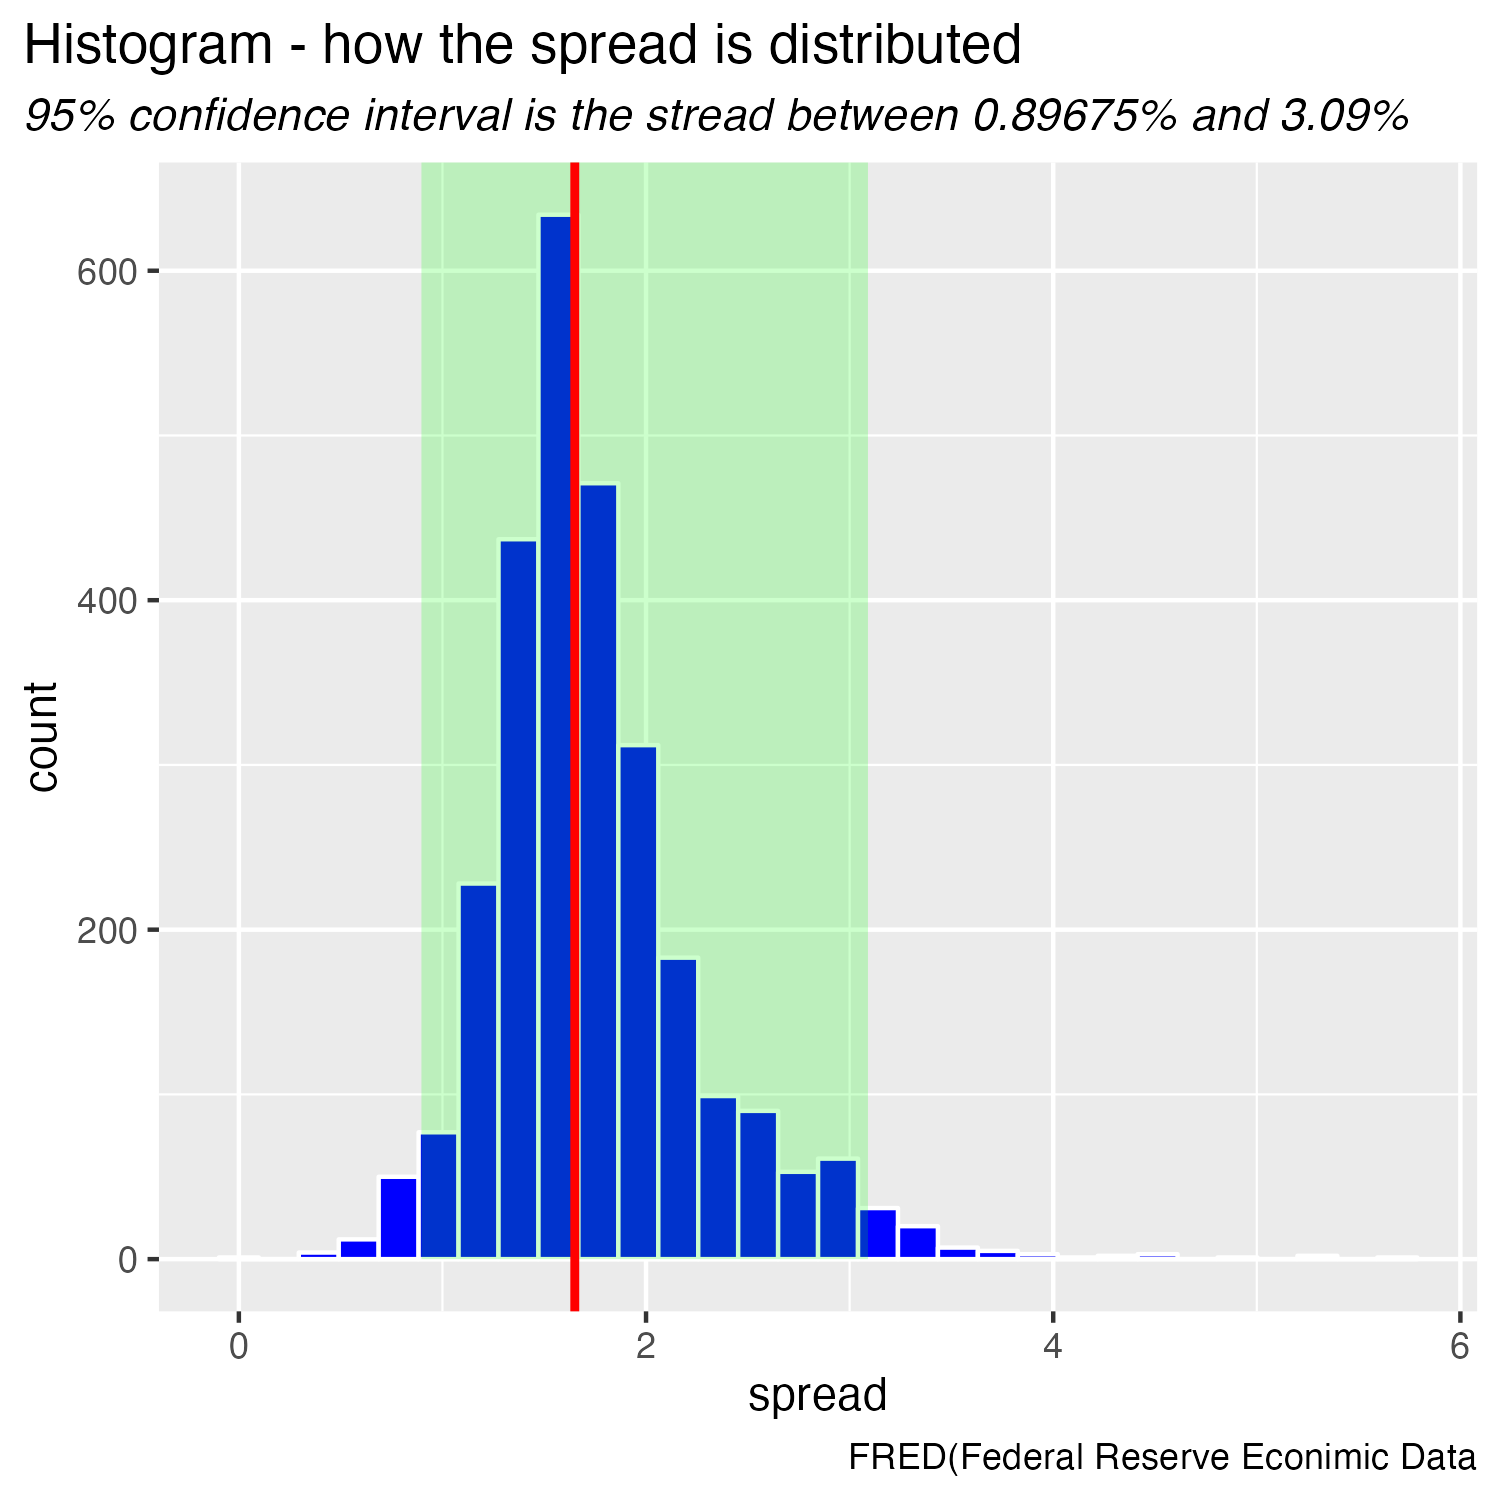 Histogram - how the spread is distributed
95% confidence interval is the stread between 0.89675% and 3.09%
600
400
200
0
count
0 2 4 6
spread
FRED(Federal Reserve Econimic Data